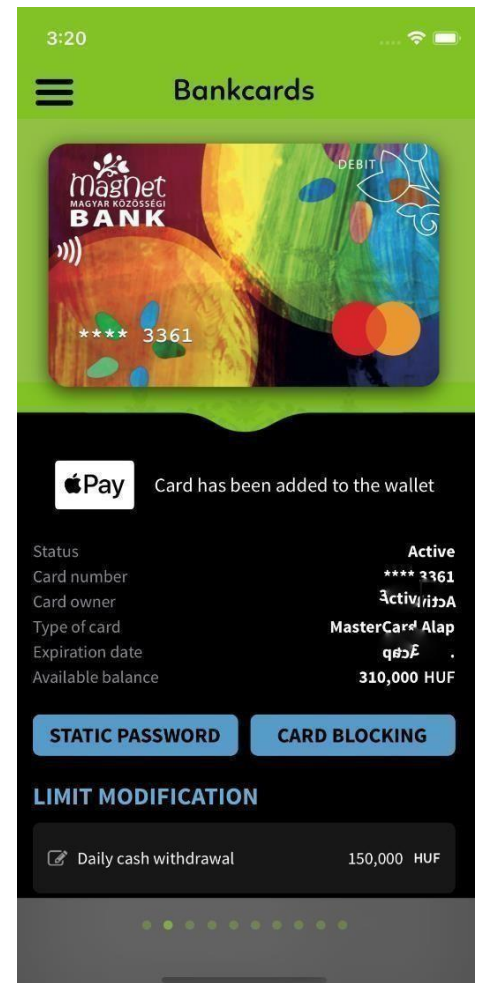 3:20
Bankcards
magnet
MAGYAR KÖZÖSSÉGI
BANK
DEBIT
**** 3361
Pay
Card has been added to the wallet
Status Active
Card number **** 3361
Card owner
Type of card MasterCard Alap
Expiration date
Available balance 310,000 HUF
STATIC PASSWORD CARD BLOCKING
LIMIT MODIFICATION
Daily cash withdrawal 150,000 HUF